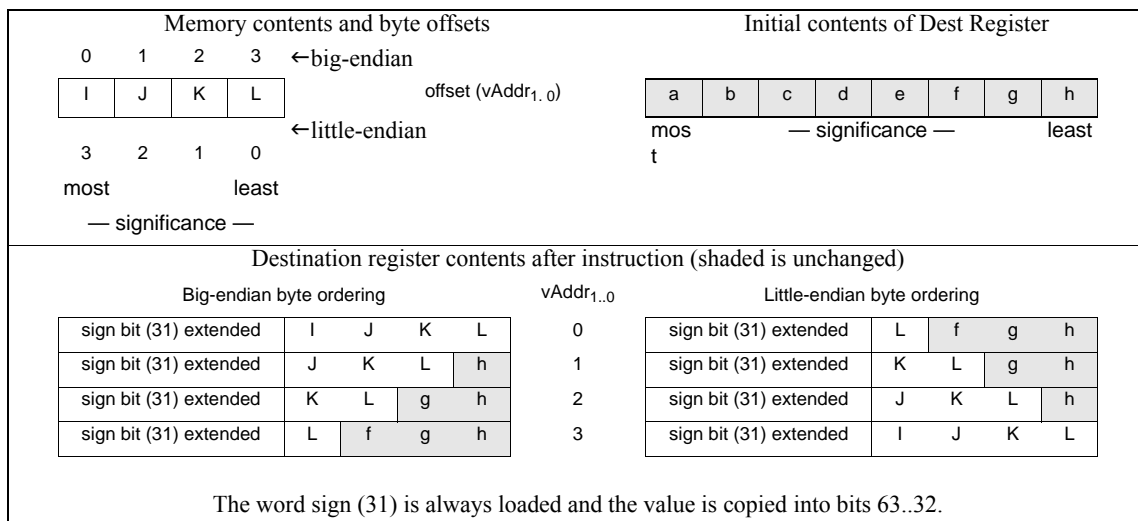 Memory contents and byte offsets
Initial contents of Dest Register
0 1 2 3 ←big-endian
I J K L
offset (vAddr1. 0)
a b c d e f g h
←little-endian
mos
t
— significance —
least
3 2 1 0
most least
— significance —
Destination register contents after instruction (shaded is unchanged)
Big-endian byte ordering vAddr1..0 Little-endian byte ordering
sign bit (31) extended I J K L 0 sign bit (31) extended L f g h
sign bit (31) extended J K L h 1 sign bit (31) extended K L g h
sign bit (31) extended K L g h 2 sign bit (31) extended J K L h
sign bit (31) extended L f g h 3 sign bit (31) extended I J K L
The word sign (31) is always loaded and the value is copied into bits 63..32.